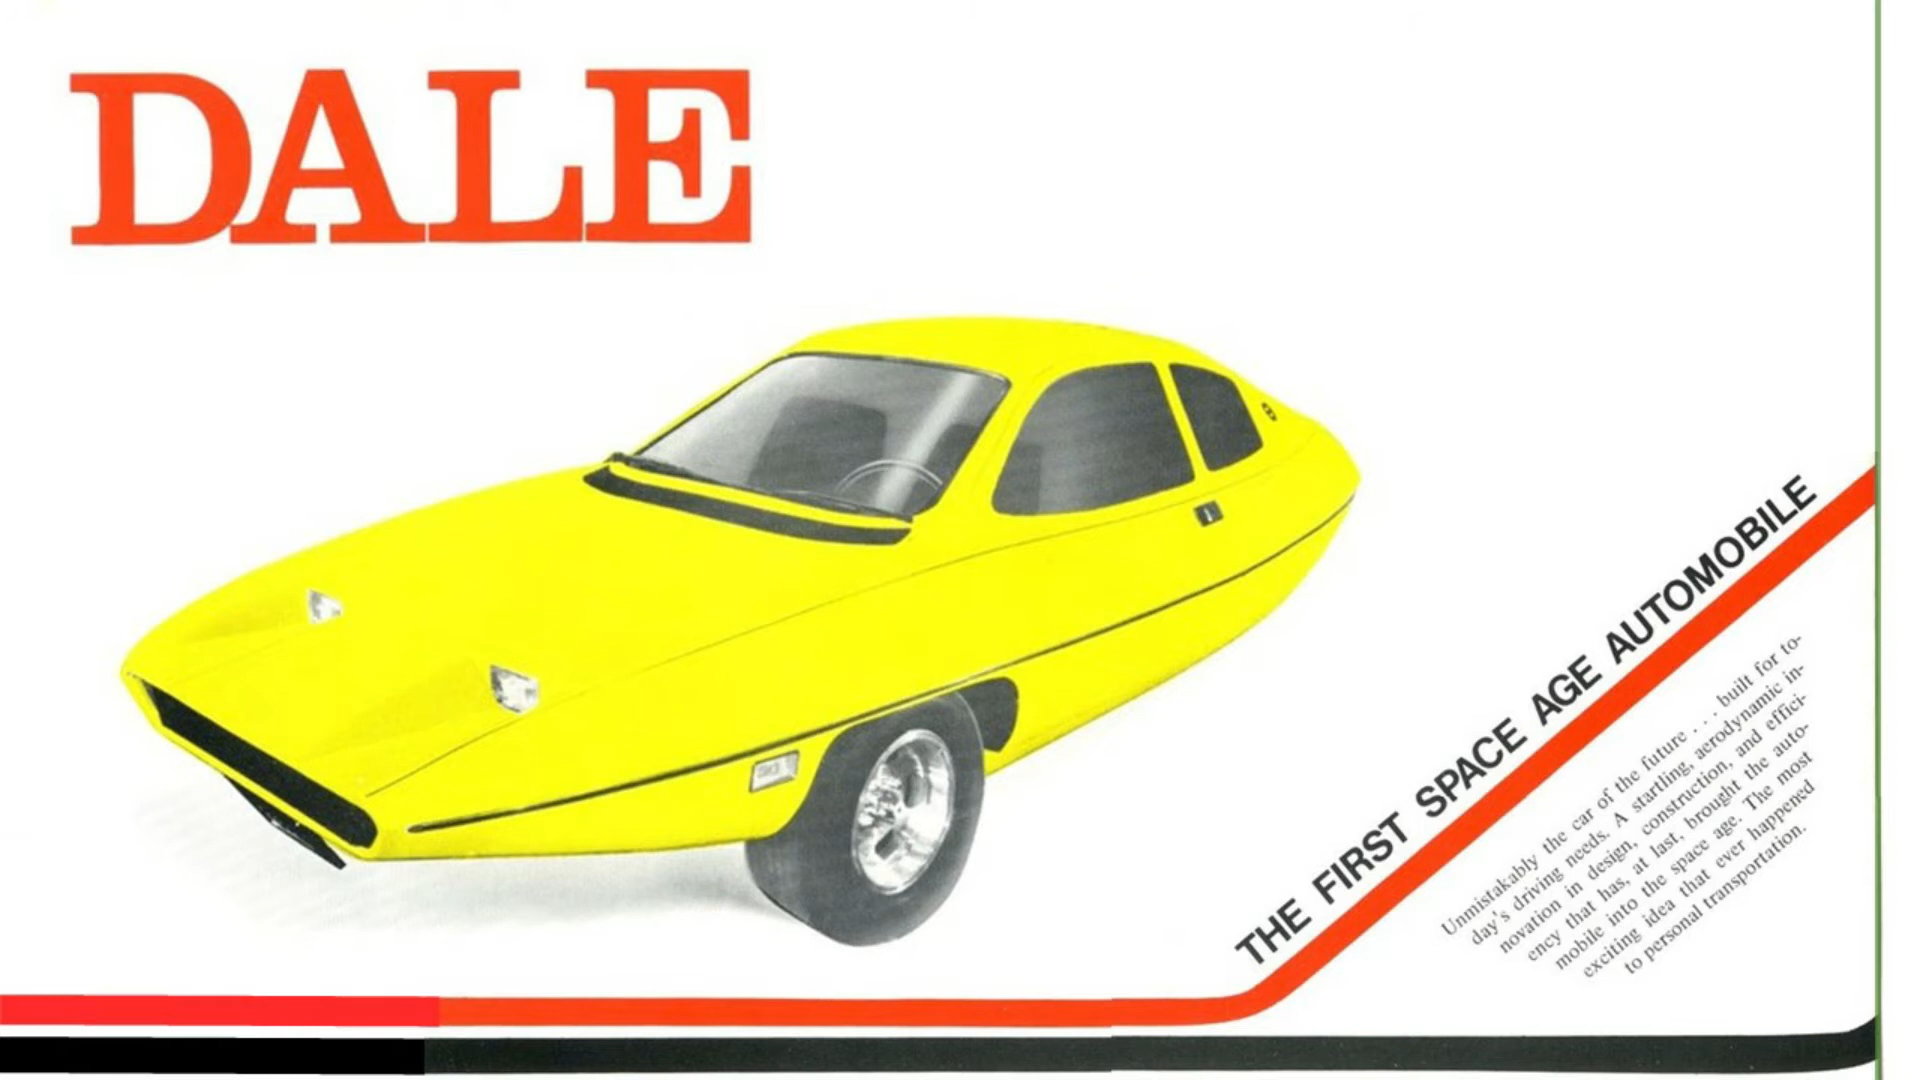 DALE
THE FIRST SPACE AGE AUTOMOBILE
Unmistakably the car of the future . . . built for to-
day's driving needs. A startling, aerodynamic in-
novation in design, construction, and effici-
ency that has, at last, brought the auto-
mobile into the space age. The most
exciting idea that ever happened
to personal transportation.